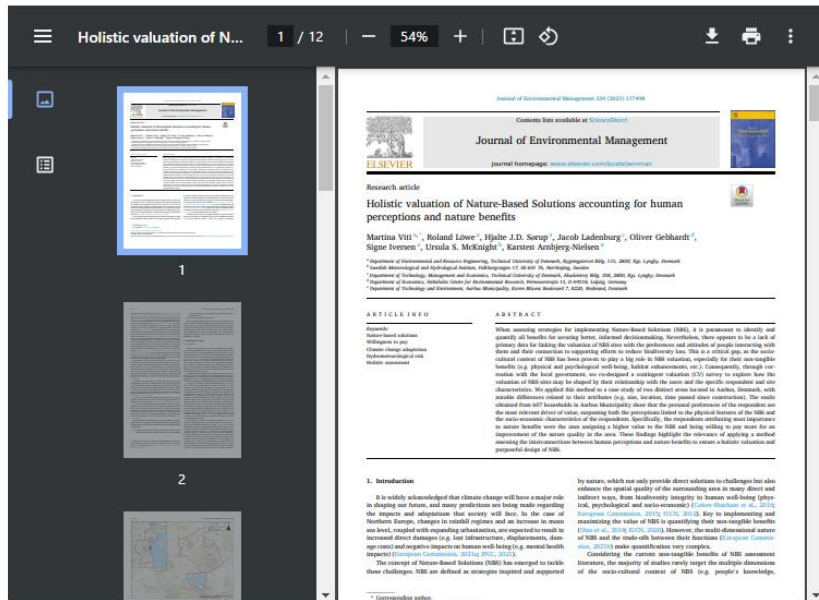 Holistic valuation of N...
1 / 12
54%
1
2
Journal of Environmental Management 334 (2023) 117498
Contents lists available at ScienceDirect
Journal of Environmental Management
journal homepage: www.elsevier.com/locate/jenvman
ELSEVIER
Research article
Holistic valuation of Nature-Based Solutions accounting for human
perceptions and nature benefits
Martina Viti, Roland Löwe, Hjalte J.D. Sørup, Jacob Ladenburg, Oliver Gebhardt,
Signe Iversen, Ursula S. McKnight, Karsten Arnbjerg-Nielsen
ARTICLE INFO
Keywords:
Nature-based solutions
Willingness to pay
Climate change adaptation
Hydrometeorological risk
Holistic assessment
ABSTRACT
When assessing strategies for implementing Nature-Based Solutions (NBS), it is paramount to identify and
quantify all benefits for securing better, informed decisionmaking. Nevertheless, there appears to be a lack of
primary data for linking the valuation of NBS sites with the preferences and attitudes of people interacting with
them and their connection to supporting efforts to reduce biodiversity loss. This is a critical gap, as the socio-
cultural context of NBS has been proven to play a big role in NBS valuation, especially for their non-tangible
benefits (e.g. physical and psychological well-being, habitat enhancements, etc.). Consequently, through coc-
reation with the local government, we co-designed a contingent valuation (CV) survey to explore how the
valuation of NBS sites may be shaped by their relationship with the users and the specific respondent and site
characteristics. We applied this method to a case study of two distinct areas located in Aarhus, Denmark, with
notable differences related to their attributes (e.g. size, location, time passed since construction). The results
obtained from 607 households in Aarhus Municipality show that the personal preferences of the respondent are
the most relevant driver of value, surpassing both the perceptions linked to the physical features of the NBS and
the socio-economic characteristics of the respondents. Specifically, the respondents attributing most importance
to nature benefits were the ones assigning a higher value to the NBS and being willing to pay more for an
improvement of the nature quality in the area. These findings highlight the relevance of applying a method
assessing the interconnections between human perceptions and nature benefits to ensure a holistic valuation and
purposeful design of NBS.
1. Introduction
It is widely acknowledged that climate change will have a major role
in shaping our future, and many predictions are being made regarding
the impacts and adaptations that society will face. In the case of
Northern Europe, changes in rainfall regimes and an increase in mean
sea level, coupled with expanding urbanization, are expected to result in
increased direct damages (e.g. lost infrastructure, displacements, dam-
age costs) and negative impacts on human well-being (e.g. mental health
impacts) (European Commission, 2021a; IPCC, 2021).
The concept of Nature-Based Solutions (NBS) has emerged to tackle
these challenges. NBS are defined as strategies inspired and supported
by nature, which not only provide direct solutions to challenges but also
enhance the spatial quality of the surrounding area in many direct and
indirect ways, from biodiversity integrity to human well-being (phys-
ical, psychological and socio-economic) (Cohen-Shacham et al., 2016;
European Commission, 2015; IUCN, 2012). Key to implementing and
maximizing the value of NBS is quantifying their non-tangible benefits
(Díaz et al., 2018; IUCN, 2020). However, the multi-dimensional nature
of NBS and the trade-offs between their functions (European Commis-
sion, 2021b) make quantification very complex.
Considering the current non-tangible benefits of NBS assessment
literature, the majority of studies rarely target the multiple dimensions
of the socio-cultural context of NBS (e.g. people's knowledge,
* Corresponding author.